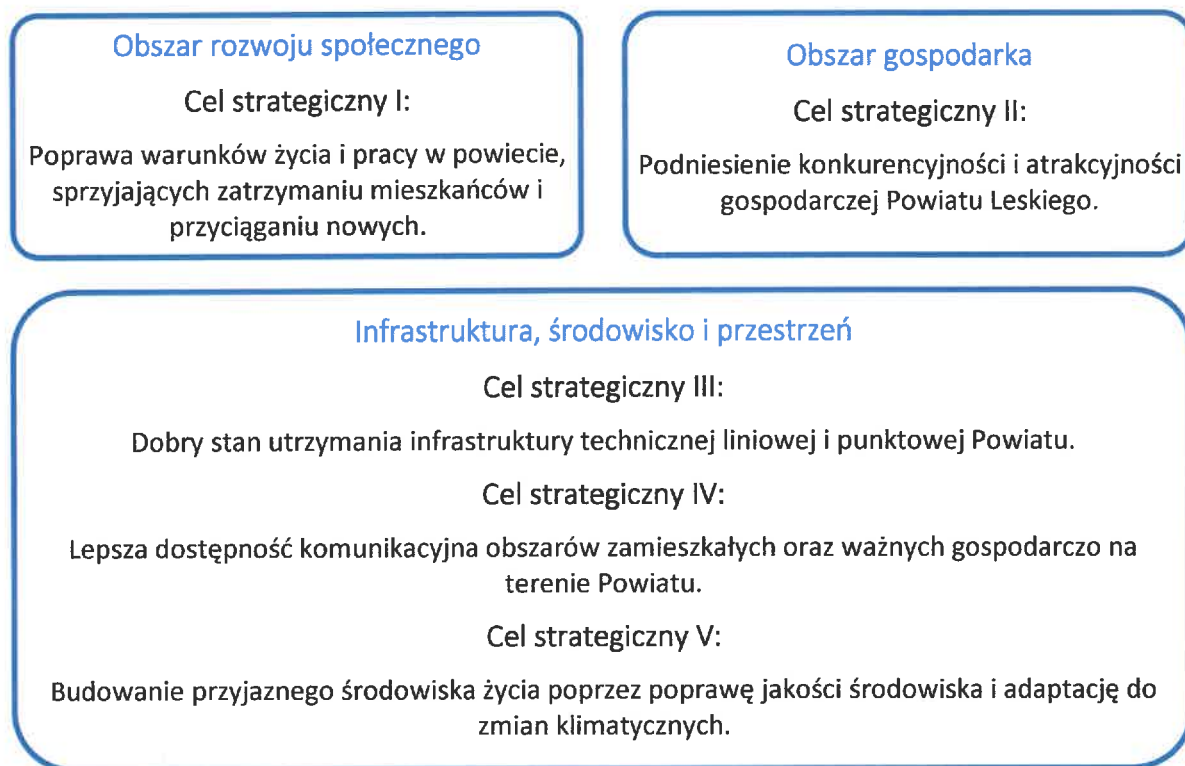 Obszar rozwoju społecznego
Cel strategiczny I:
Poprawa warunków życia i pracy w powiecie,
sprzyjających zatrzymaniu mieszkańców i
przyciąganiu nowych.
Obszar gospodarka
Cel strategiczny II:
Podniesienie konkurencyjności i atrakcyjności
gospodarczej Powiatu Leskiego.
Infrastruktura, środowisko i przestrzeń
Cel strategiczny III:
Dobry stan utrzymania infrastruktury technicznej liniowej i punktowej Powiatu.
Cel strategiczny IV:
Lepsza dostępność komunikacyjna obszarów zamieszkałych oraz ważnych gospodarczo na
terenie Powiatu.
Cel strategiczny V:
Budowanie przyjaznego środowiska życia poprzez poprawę jakości środowiska i adaptację do
zmian klimatycznych.